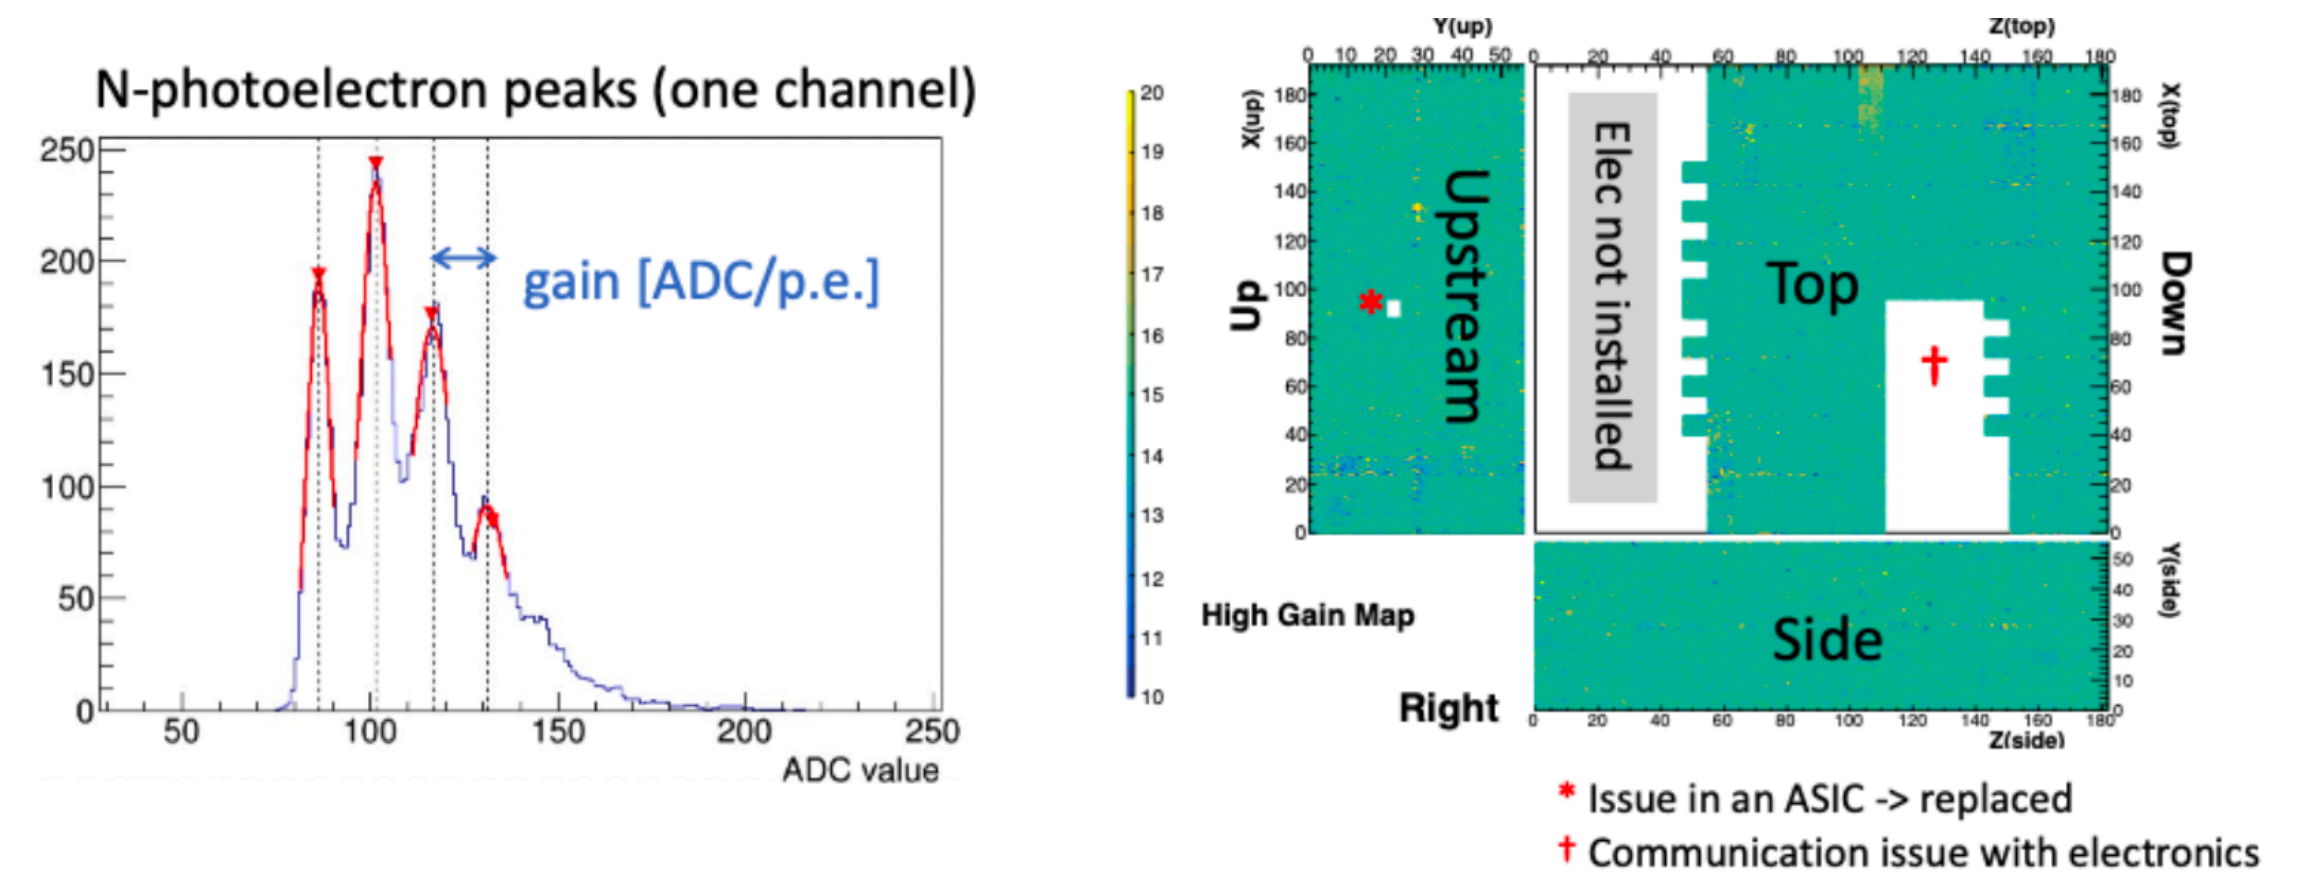 N-photoelectron peaks (one channel)
250
200
150
100
50
0
gain [ADC/p.e.]
50 100 150 200 250
ADC value
20
19
18
17
16
15
14
13
12
11
10
Y(up)
0 10 20 30 40 50
Z(top)
0 20 40 60 80 100 120 140 160 180
X(up)
180
160
140
120
100
80
60
40
20
0
Up
*
Upstream
Elec not installed
Top
†
X(top)
180
160
140
120
100
80
60
40
20
0
Down
High Gain Map
Right
Side
Y(side)
50
40
30
20
10
0
0 20 40 60 80 100 120 140 160 180
Z(side)
* Issue in an ASIC -> replaced
† Communication issue with electronics